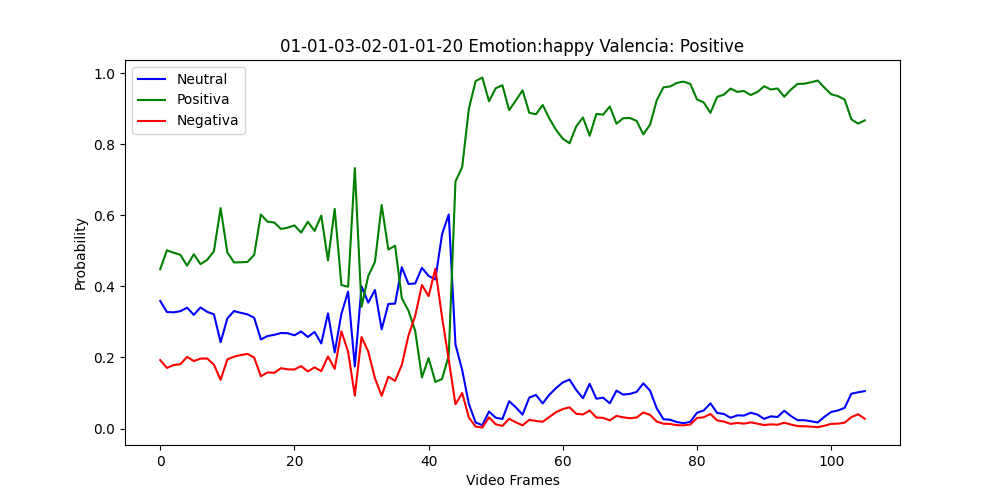 01-01-03-02-01-01-20 Emotion:happy Valencia: Positive
Neutral
Positiva
Negativa
Probability
1.0
0.8
0.6
0.4
0.2
0.0
0 20 40 60 80 100
Video Frames